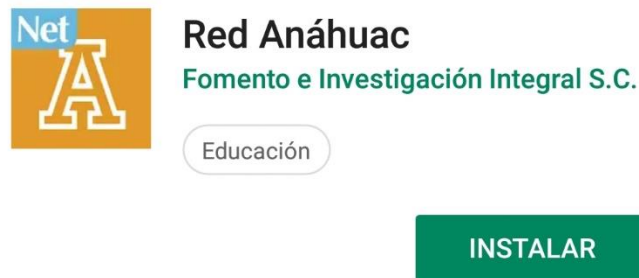 Net
A
Red Anáhuac
Fomento e Investigación Integral S.C.
Educación
INSTALAR